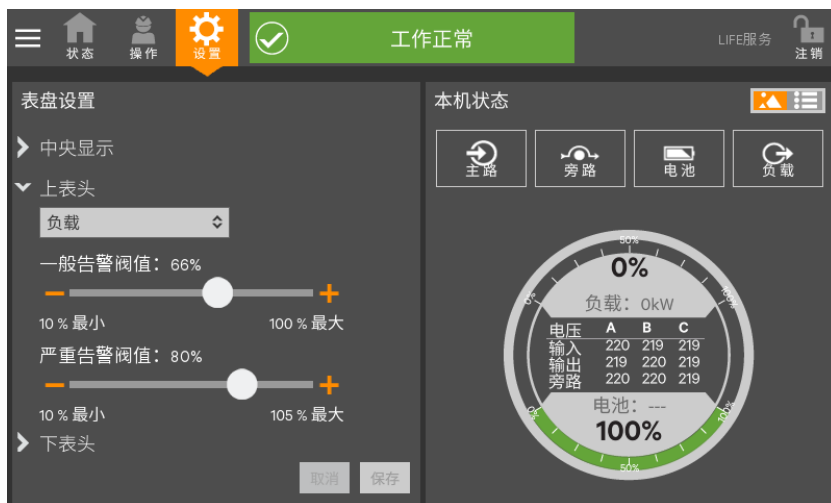 状态
操作
设置
工作正常
LIFE服务
注销
表盘设置
中央显示
上表头
负载
一般告警阀值：66%
10 % 最小
100 % 最大
严重告警阀值：80%
10 % 最小
105 % 最大
下表头
取消
保存
本机状态
主路
旁路
电池
负载
50%
0%
0%
100%
负载：0kW
电压 A B C
输入 220 219 219
输出 219 220 219
旁路 220 220 219
电池：---
100%
0%
100%
50%